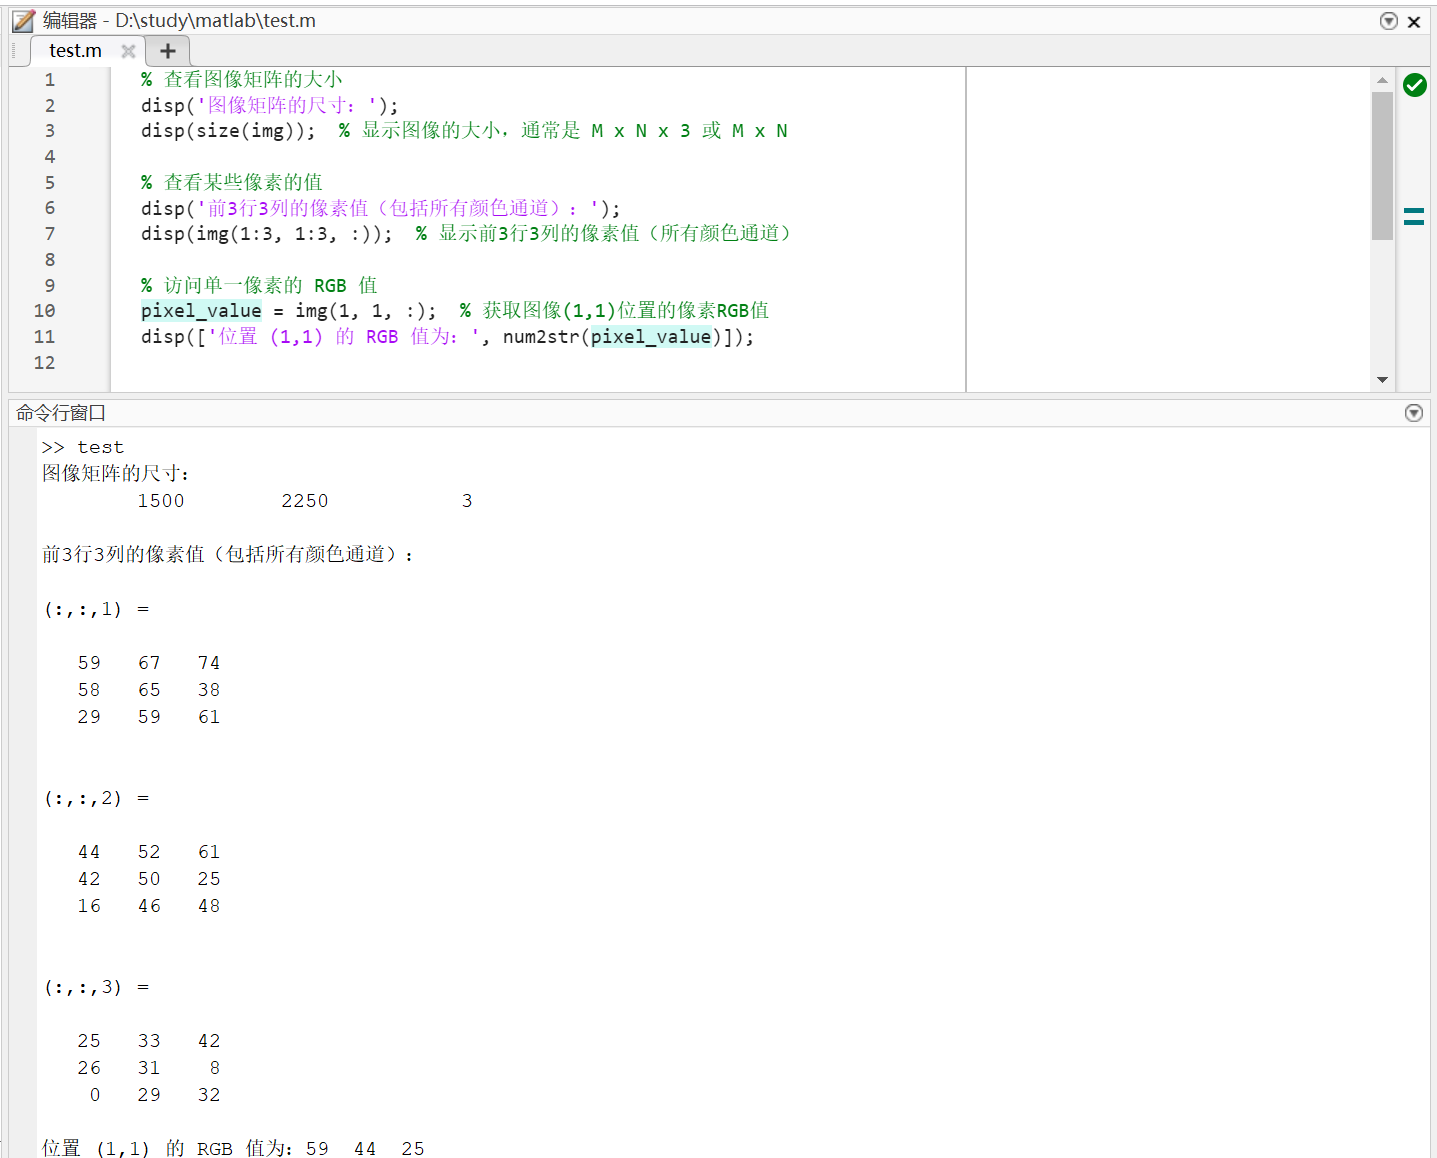 编辑器 - D:\study\matlab\test.m
test.m
1 % 查看图像矩阵的大小
2 disp('图像矩阵的尺寸：');
3 disp(size(img)); % 显示图像的大小，通常是 M x N x 3 或 M x N
4
5 % 查看某些像素的值
6 disp('前3行3列的像素值（包括所有颜色通道）：');
7 disp(img(1:3, 1:3, :)); % 显示前3行3列的像素值（所有颜色通道）
8
9 % 访问单一像素的 RGB 值
10 pixel_value = img(1, 1, :); % 获取图像(1,1)位置的像素RGB值
11 disp(['位置 (1,1) 的 RGB 值为：', num2str(pixel_value)]);
12
命令行窗口
>> test
图像矩阵的尺寸：
1500 2250 3
前3行3列的像素值（包括所有颜色通道）：
(:,:,1) =
59 67 74
58 65 38
29 59 61
(:,:,2) =
44 52 61
42 50 25
16 46 48
(:,:,3) =
25 33 42
26 31 8
0 29 32
位置 (1,1) 的 RGB 值为：59 44 25